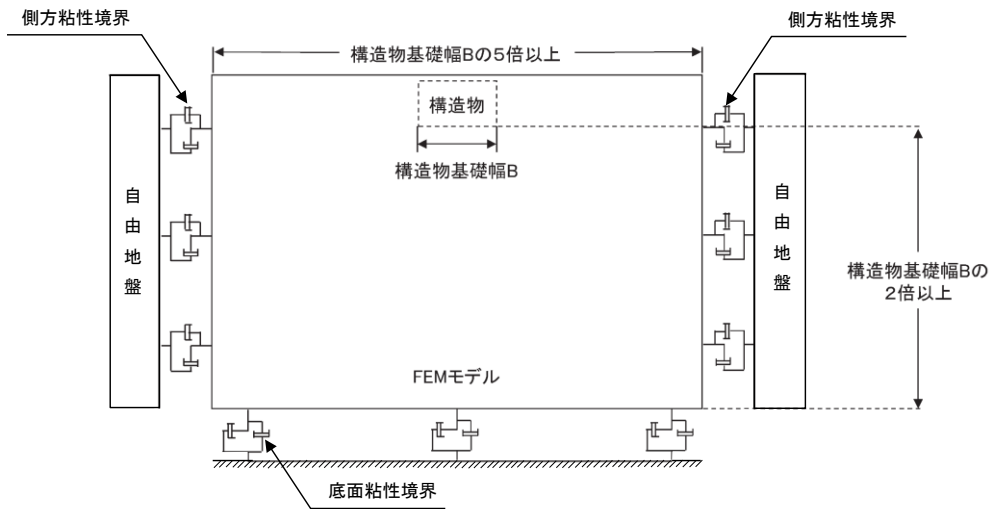 側方粘性境界
側方粘性境界
構造物基礎幅Bの5倍以上
構造物
構造物基礎幅B
自由地盤
自由地盤
構造物基礎幅Bの
2倍以上
FEMモデル
底面粘性境界